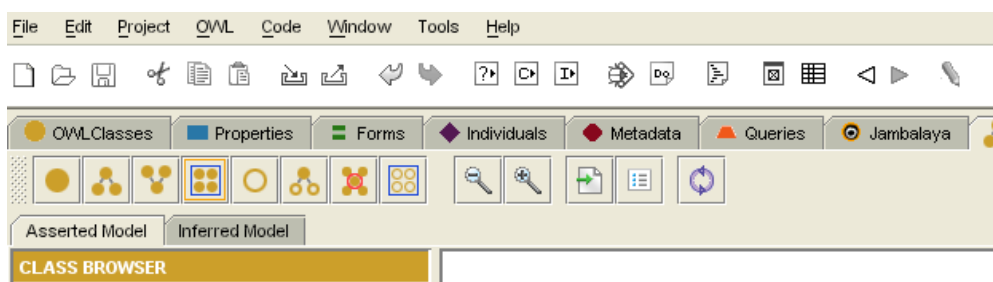 File Edit Project OWL Code Window Tools Help
OWLClasses Properties Forms Individuals Metadata Queries Jambalaya
Asserted Model Inferred Model
CLASS BROWSER